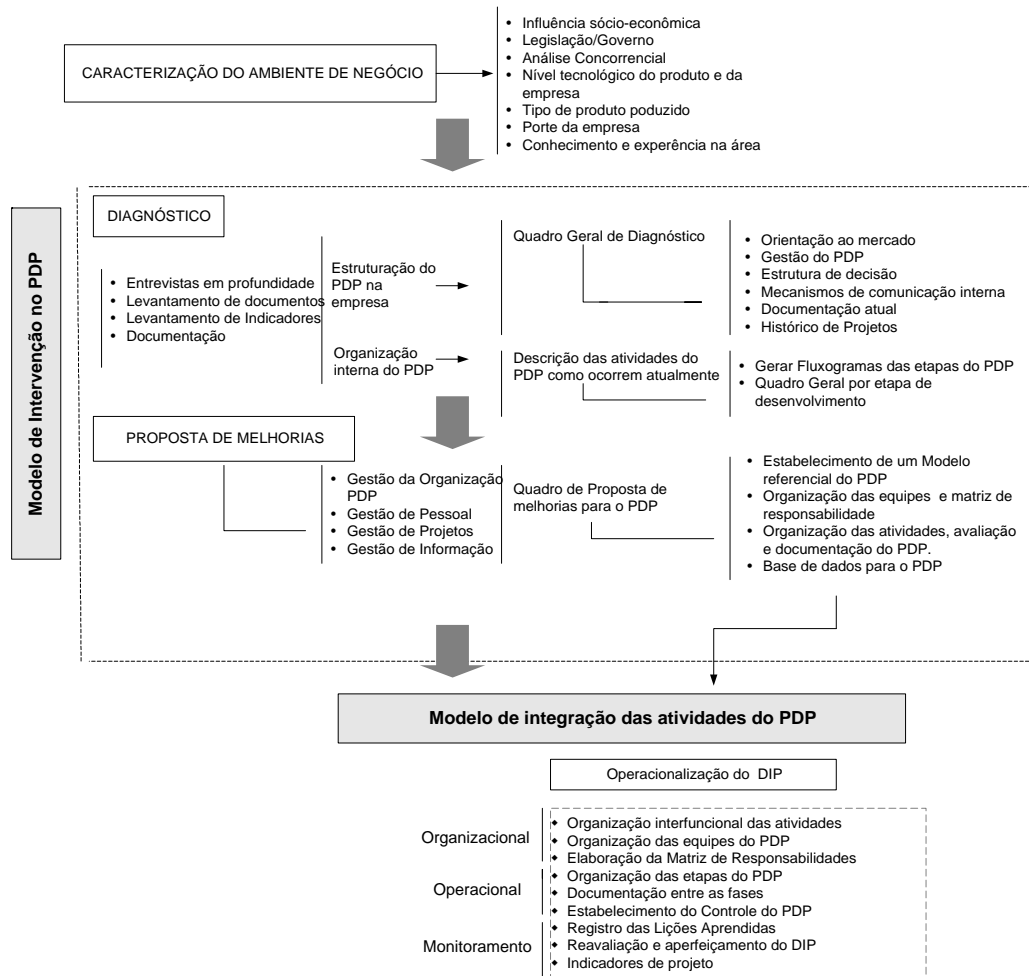 CARACTERIZAÇÃO DO AMBIENTE DE NEGÓCIO
• Influência sócio-econômica
• Legislação/Governo
• Análise Concorrencial
• Nível tecnológico do produto e da
empresa
• Tipo de produto poduzido
• Porte da empresa
• Conhecimento e experência na área
Modelo de Intervenção no PDP
DIAGNÓSTICO
• Entrevistas em profundidade
• Levantamento de documentos
• Levantamento de Indicadores
• Documentação
Estruturação do
PDP na
empresa
Quadro Geral de Diagnóstico
• Orientação ao mercado
• Gestão do PDP
• Estrutura de decisão
• Mecanismos de comunicação interna
• Documentação atual
• Histórico de Projetos
Organização
interna do PDP
Descrição das atividades do
PDP como ocorrem atualmente
• Gerar Fluxogramas das etapas do PDP
• Quadro Geral por etapa de
desenvolvimento
PROPOSTA DE MELHORIAS
• Gestão da Organização
PDP
• Gestão de Pessoal
• Gestão de Projetos
• Gestão de Informação
Quadro de Proposta de
melhorias para o PDP
• Estabelecimento de um Modelo
referencial do PDP
• Organização das equipes e matriz de
responsabilidade
• Organização das atividades, avaliação
e documentação do PDP.
• Base de dados para o PDP
Modelo de integração das atividades do PDP
Operacionalização do DIP
Organizacional
◆ Organização interfuncional das atividades
◆ Organização das equipes do PDP
◆ Elaboração da Matriz de Responsabilidades
Operacional
◆ Organização das etapas do PDP
◆ Documentação entre as fases
◆ Estabelecimento do Controle do PDP
Monitoramento
◆ Registro das Lições Aprendidas
◆ Reavaliação e aperfeiçamento do DIP
◆ Indicadores de projeto